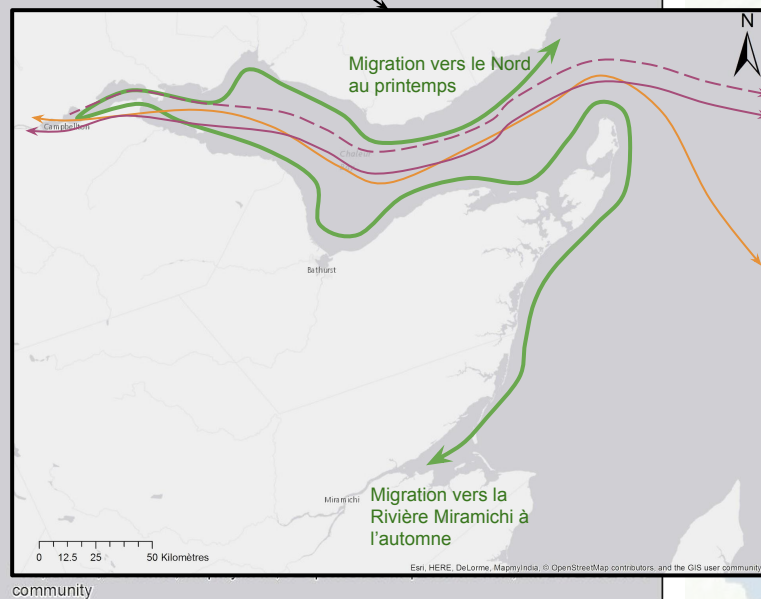 N
Migration vers le Nord
au printemps
Campbellton
Chaleur
Bathurst
Miramichi
Migration vers la
Rivière Miramichi à
l'automne
0 12.5 25 50 Kilomètres
Esri, HERE, DeLorme, MapmyIndia, © OpenStreetMap contributors, and the GIS user community
community